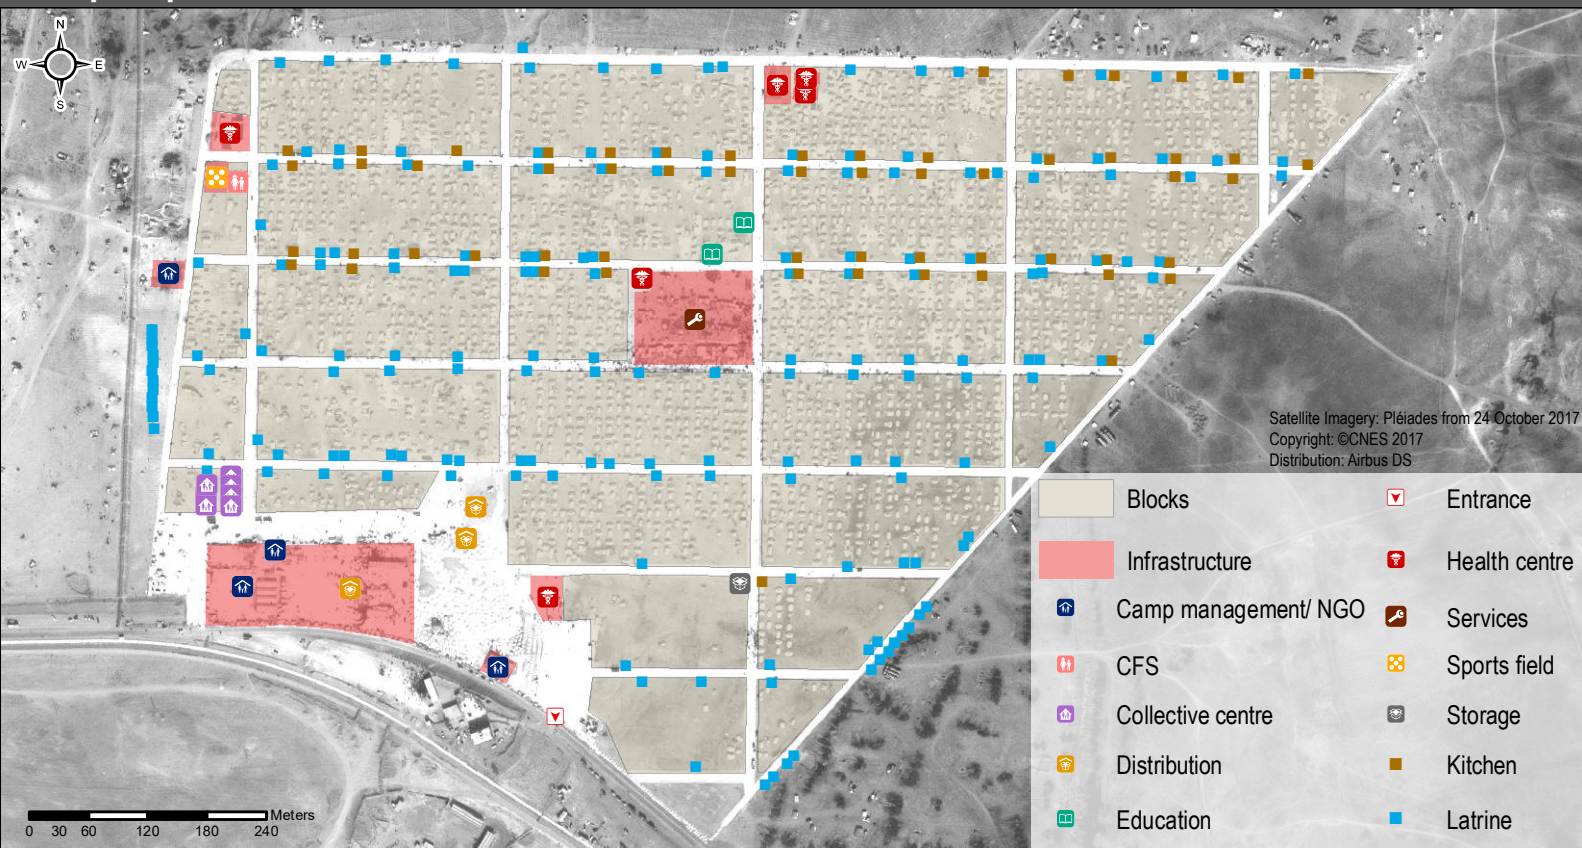 N
W E
S
Satellite Imagery: Pléiades from 24 October 2017
Copyright: ©CNES 2017
Distribution: Airbus DS
Blocks
Entrance
Infrastructure
Health centre
Camp management/ NGO
Services
CFS
Sports field
Collective centre
Storage
Distribution
Kitchen
Education
Latrine
Meters
0 30 60 120 180 240